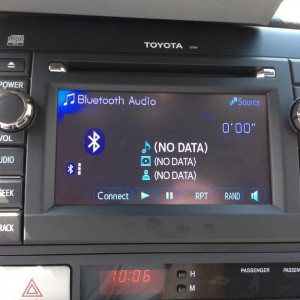 TOYOTA
POWER
Bluetooth Audio
Source
VOL
0'00"
(NO DATA)
AUDIO
(NO DATA)
(NO DATA)
SEEK
Connect
RPT
RAND
TRACK
10:06
H
M
PASSENGER
PASSENGER